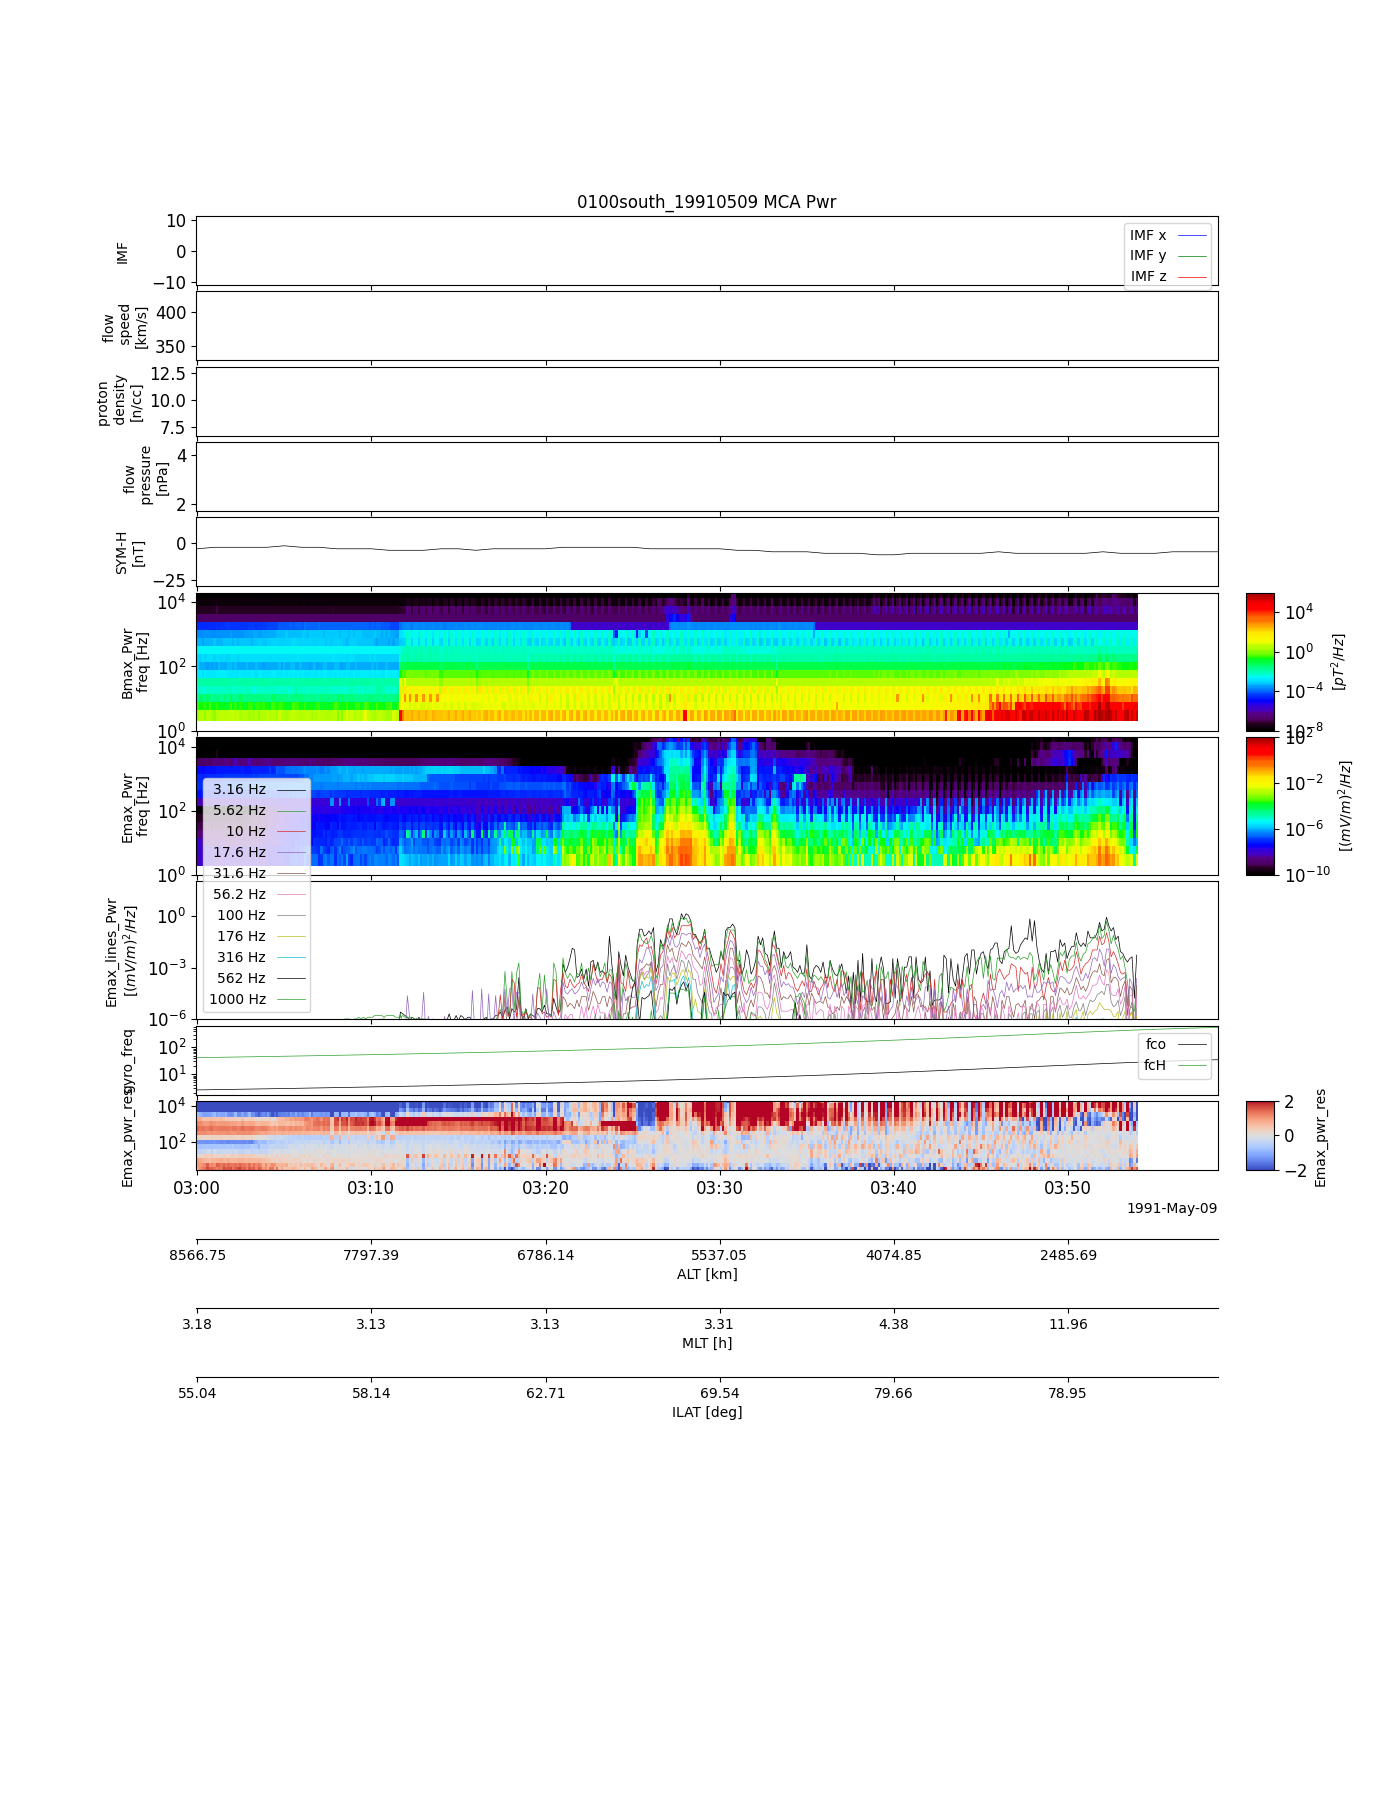 0100south_19910509 MCA Pwr
10
0
−10
IMF
IMF x
IMF y
IMF z
400
350
flow
speed
[km/s]
12.5
10.0
7.5
proton
density
[n/cc]
4
2
flow
pressure
[nPa]
0
−25
SYM-H
[nT]
10^4
10^2
10^0
Bmax_Pwr
freq [Hz]
10^4
10^0
10^−4
10^−8
[pT^2/Hz]
10^4
10^2
10^0
Emax_Pwr
freq [Hz]
10^2
10^−2
10^−6
10^−10
[(mV/m)^2/Hz]
3.16 Hz
5.62 Hz
10 Hz
17.6 Hz
31.6 Hz
56.2 Hz
100 Hz
176 Hz
316 Hz
562 Hz
1000 Hz
10^0
10^−3
10^−6
Emax_lines_Pwr
[(mV/m)^2/Hz]
10^2
10^1
gyro_freq
fco
fcH
10^4
10^2
Emax_pwr_res
2
0
−2
Emax_pwr_res
03:00 03:10 03:20 03:30 03:40 03:50
1991-May-09
8566.75 7797.39 6786.14 5537.05 4074.85 2485.69
ALT [km]
3.18 3.13 3.13 3.31 4.38 11.96
MLT [h]
55.04 58.14 62.71 69.54 79.66 78.95
ILAT [deg]